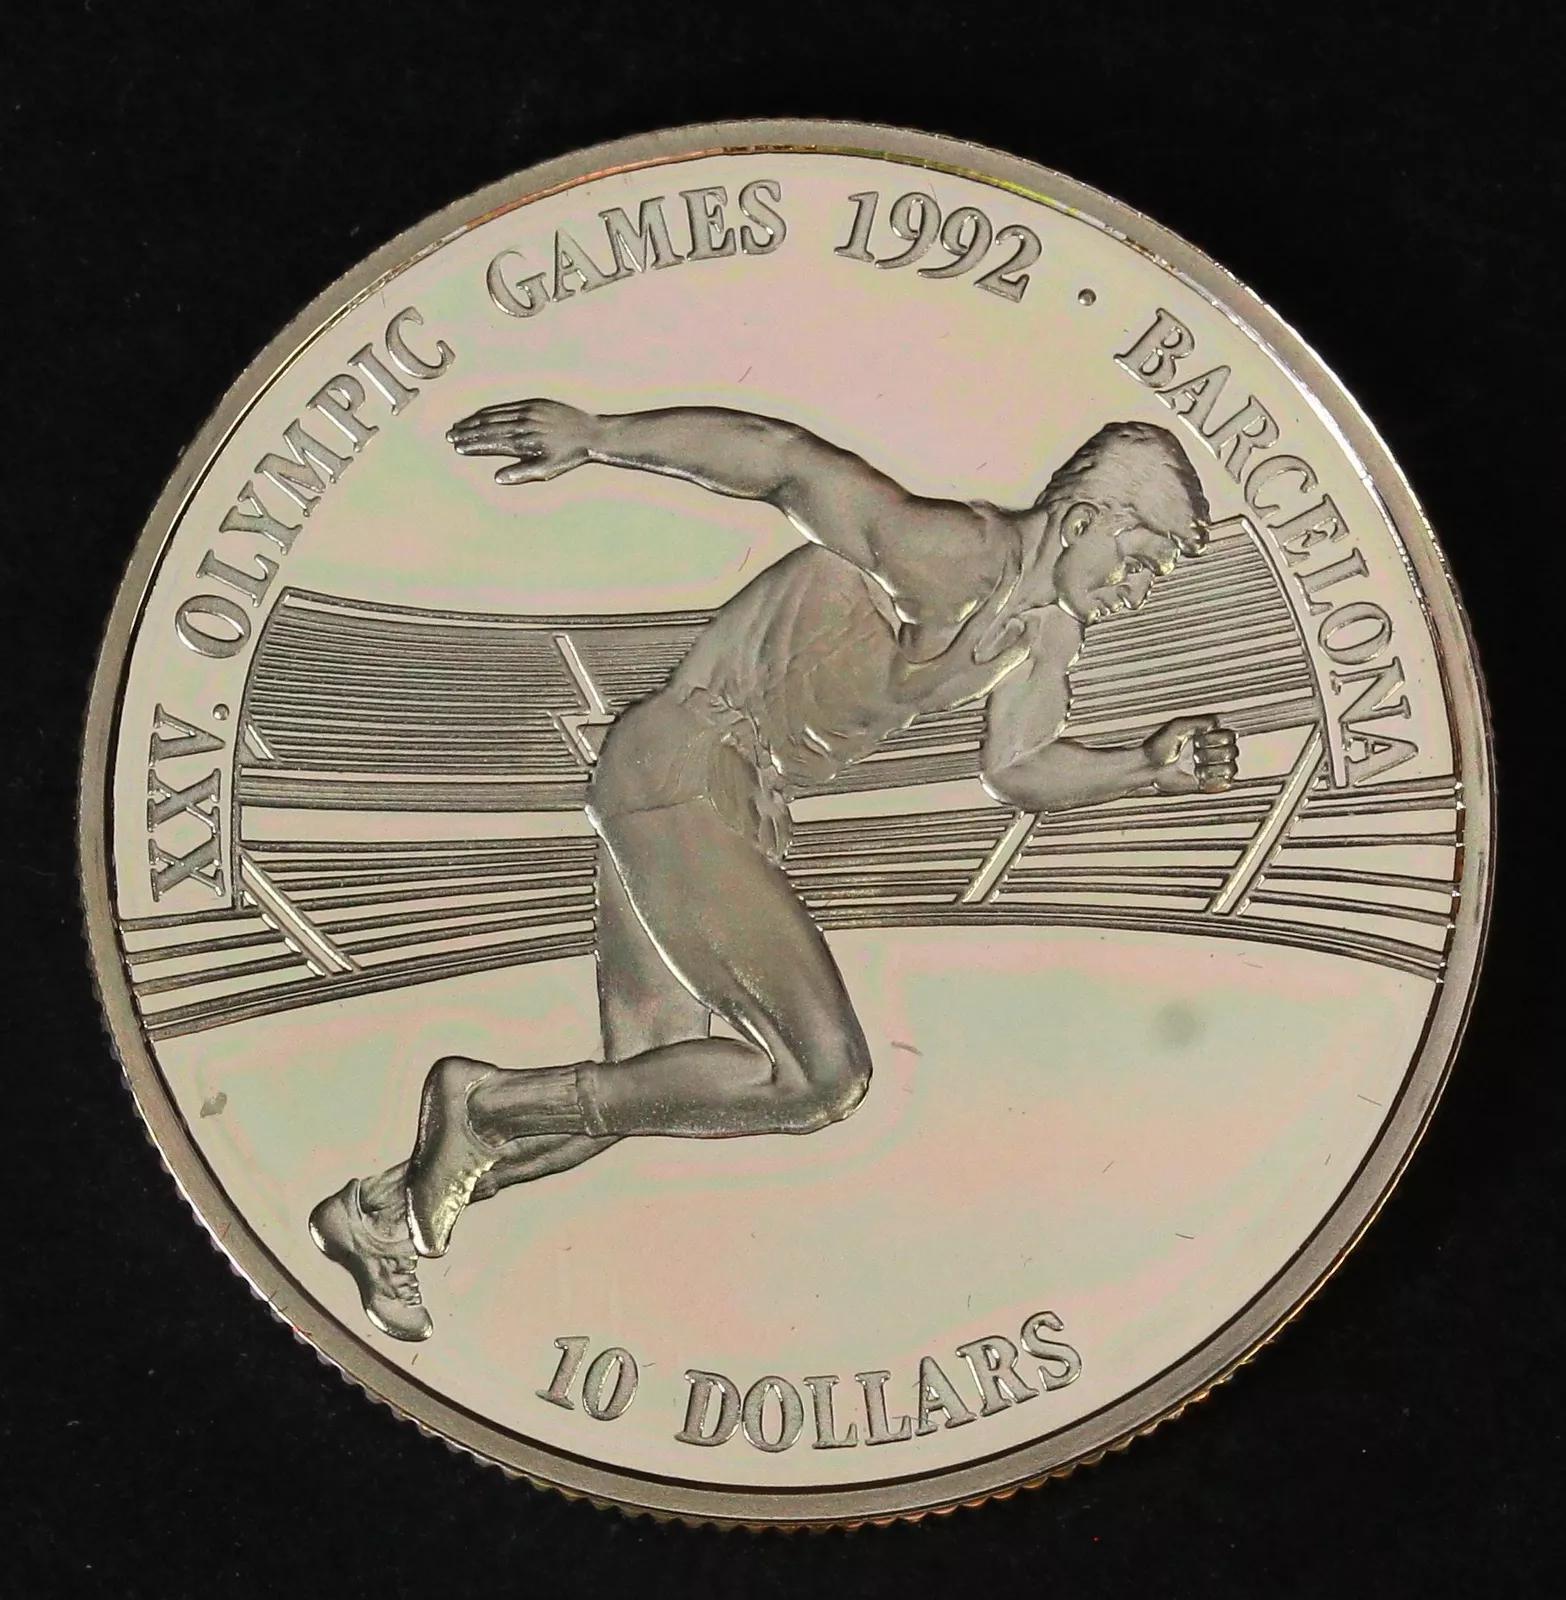 XXV. OLYMPIC GAMES 1992 · BARCELONA
10 DOLLARS